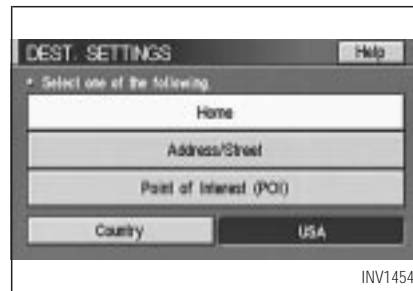 DEST. SETTINGS Help
• Select one of the following.
Home
Address/Street
Point of Interest (POI)
Country USA
INV1454